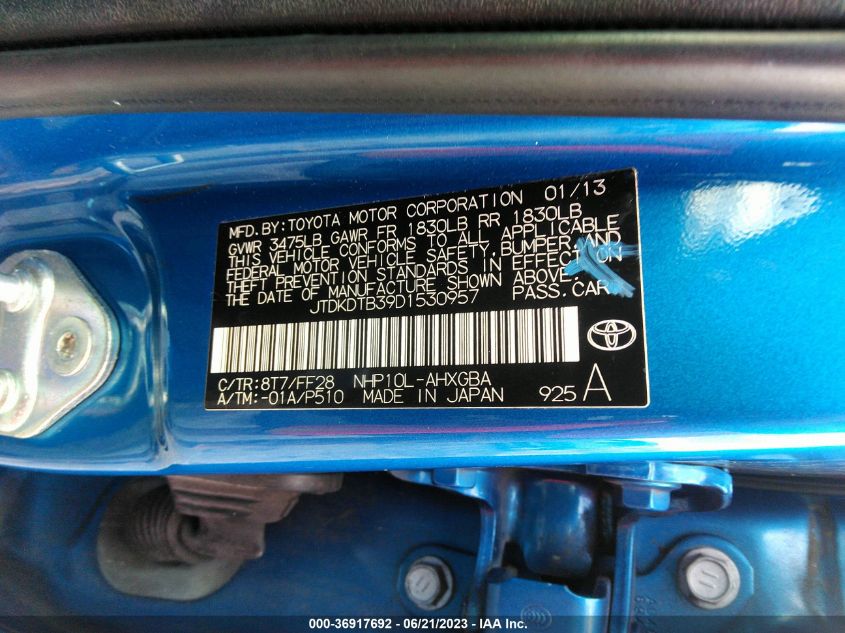 MFD.BY:TOYOTA MOTOR CORPORATION 01/13
GVWR 3475LB GAWR FR 1830LB RR 1830LB
THIS VEHICLE CONFORMS TO ALL APPLICABLE
FEDERAL MOTOR VEHICLE SAFETY, BUMPER, AND
THEFT PREVENTION STANDARDS IN EFFECT ON
THE DATE OF MANUFACTURE SHOWN ABOVE.
JTDKDTB39D1530957 PASS.CAR
C/TR:8T7/FF28 NHP10L-AHXGBA
A/TM:-01A/P510 MADE IN JAPAN 925 A
000-36917692 - 06/21/2023 - IAA Inc.